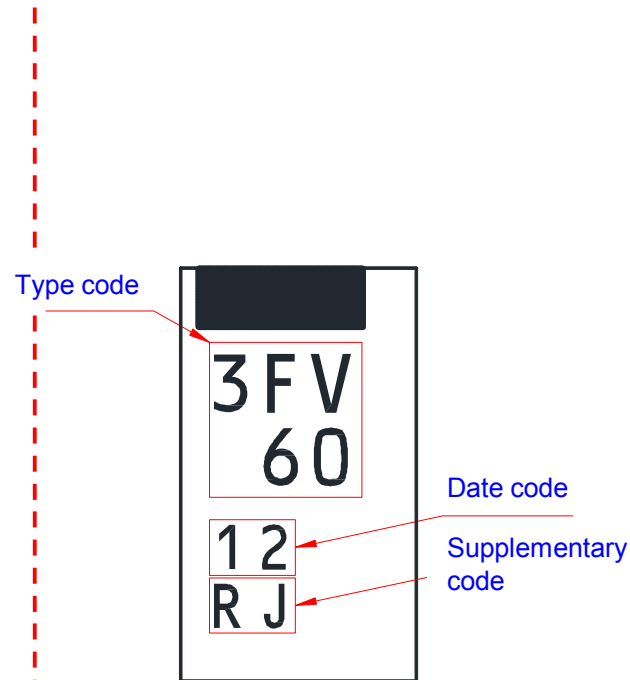 Type code
3FV
60
Date code
12
Supplementary
code
RJ